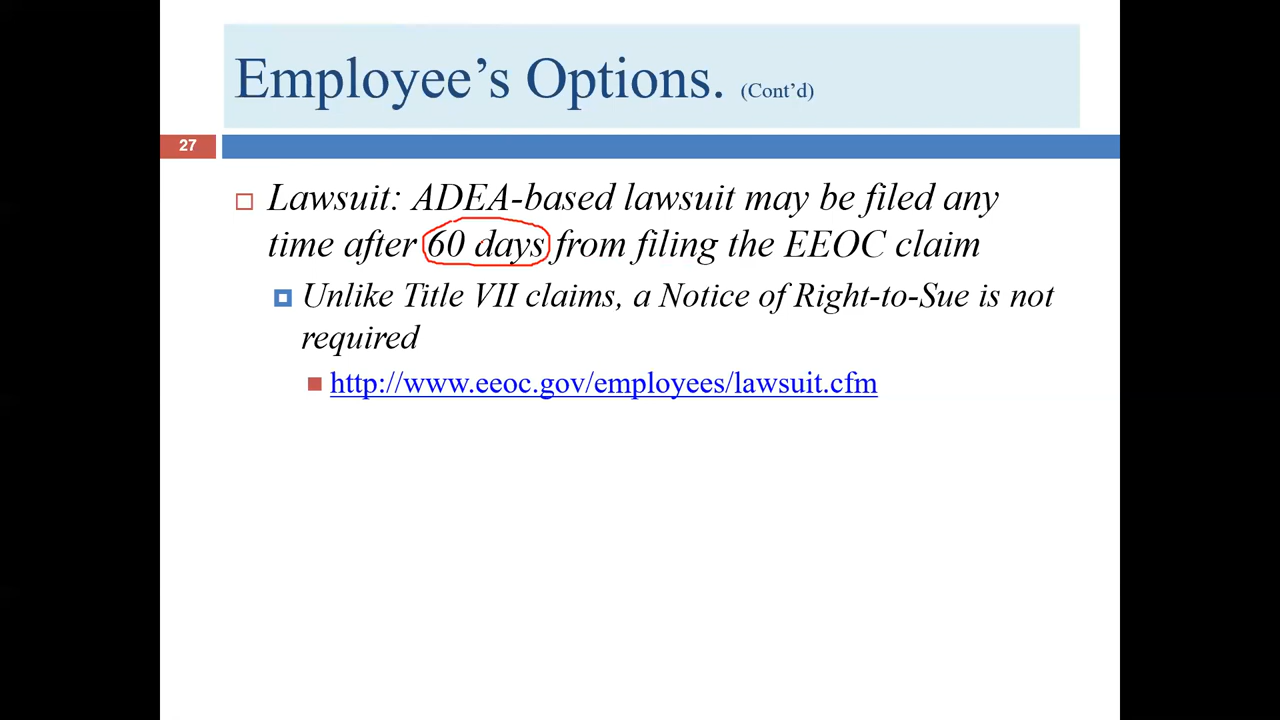 Employee’s Options. (Cont’d)
27
Lawsuit: ADEA-based lawsuit may be filed any
time after 60 days from filing the EEOC claim
Unlike Title VII claims, a Notice of Right-to-Sue is not
required
http://www.eeoc.gov/employees/lawsuit.cfm